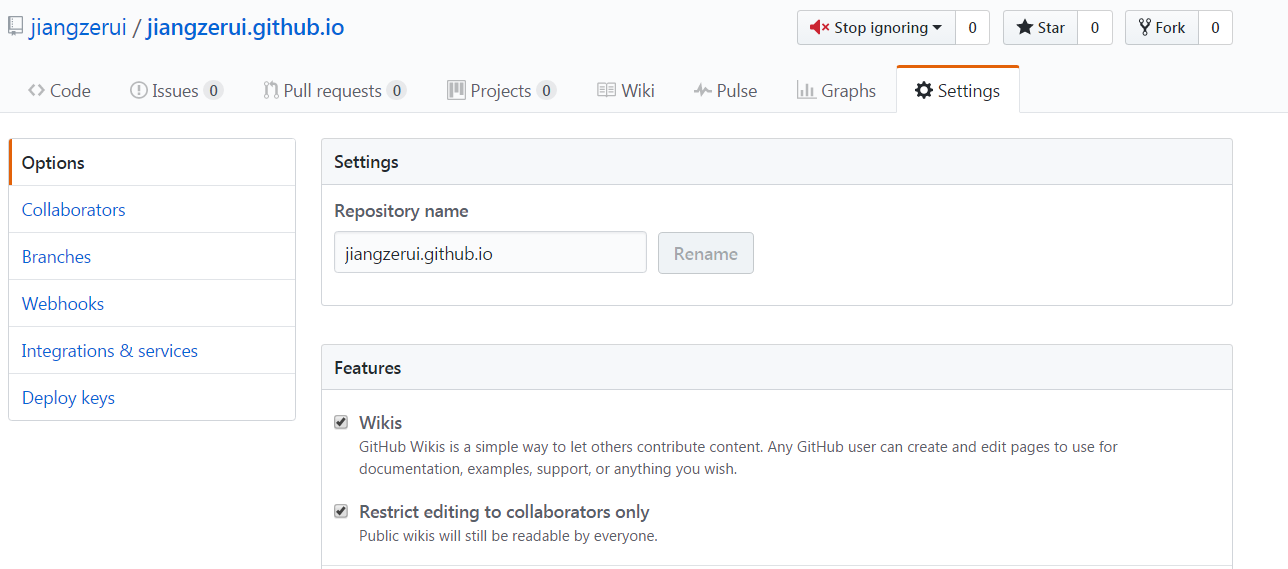 jiangzerui / jiangzerui.github.io
Stop ignoring 0 Star 0 Fork 0
Code Issues 0 Pull requests 0 Projects 0 Wiki Pulse Graphs Settings
Options
Collaborators
Branches
Webhooks
Integrations & services
Deploy keys
Settings
Repository name
jiangzerui.github.io Rename
Features
Wikis
GitHub Wikis is a simple way to let others contribute content. Any GitHub user can create and edit pages to use for
documentation, examples, support, or anything you wish.
Restrict editing to collaborators only
Public wikis will still be readable by everyone.